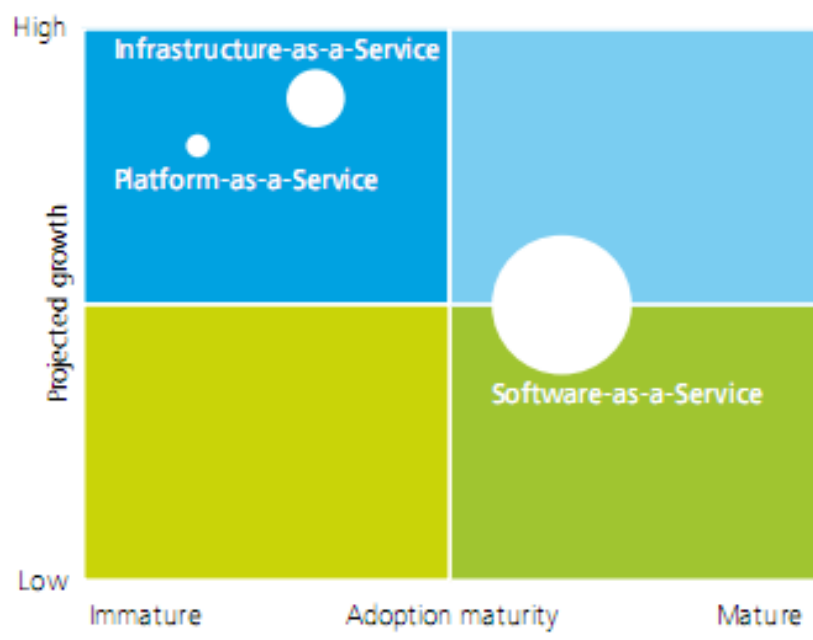 High
Infrastructure-as-a-Service
Platform-as-a-Service
Projected growth
Software-as-a-Service
Low
Immature
Adoption maturity
Mature